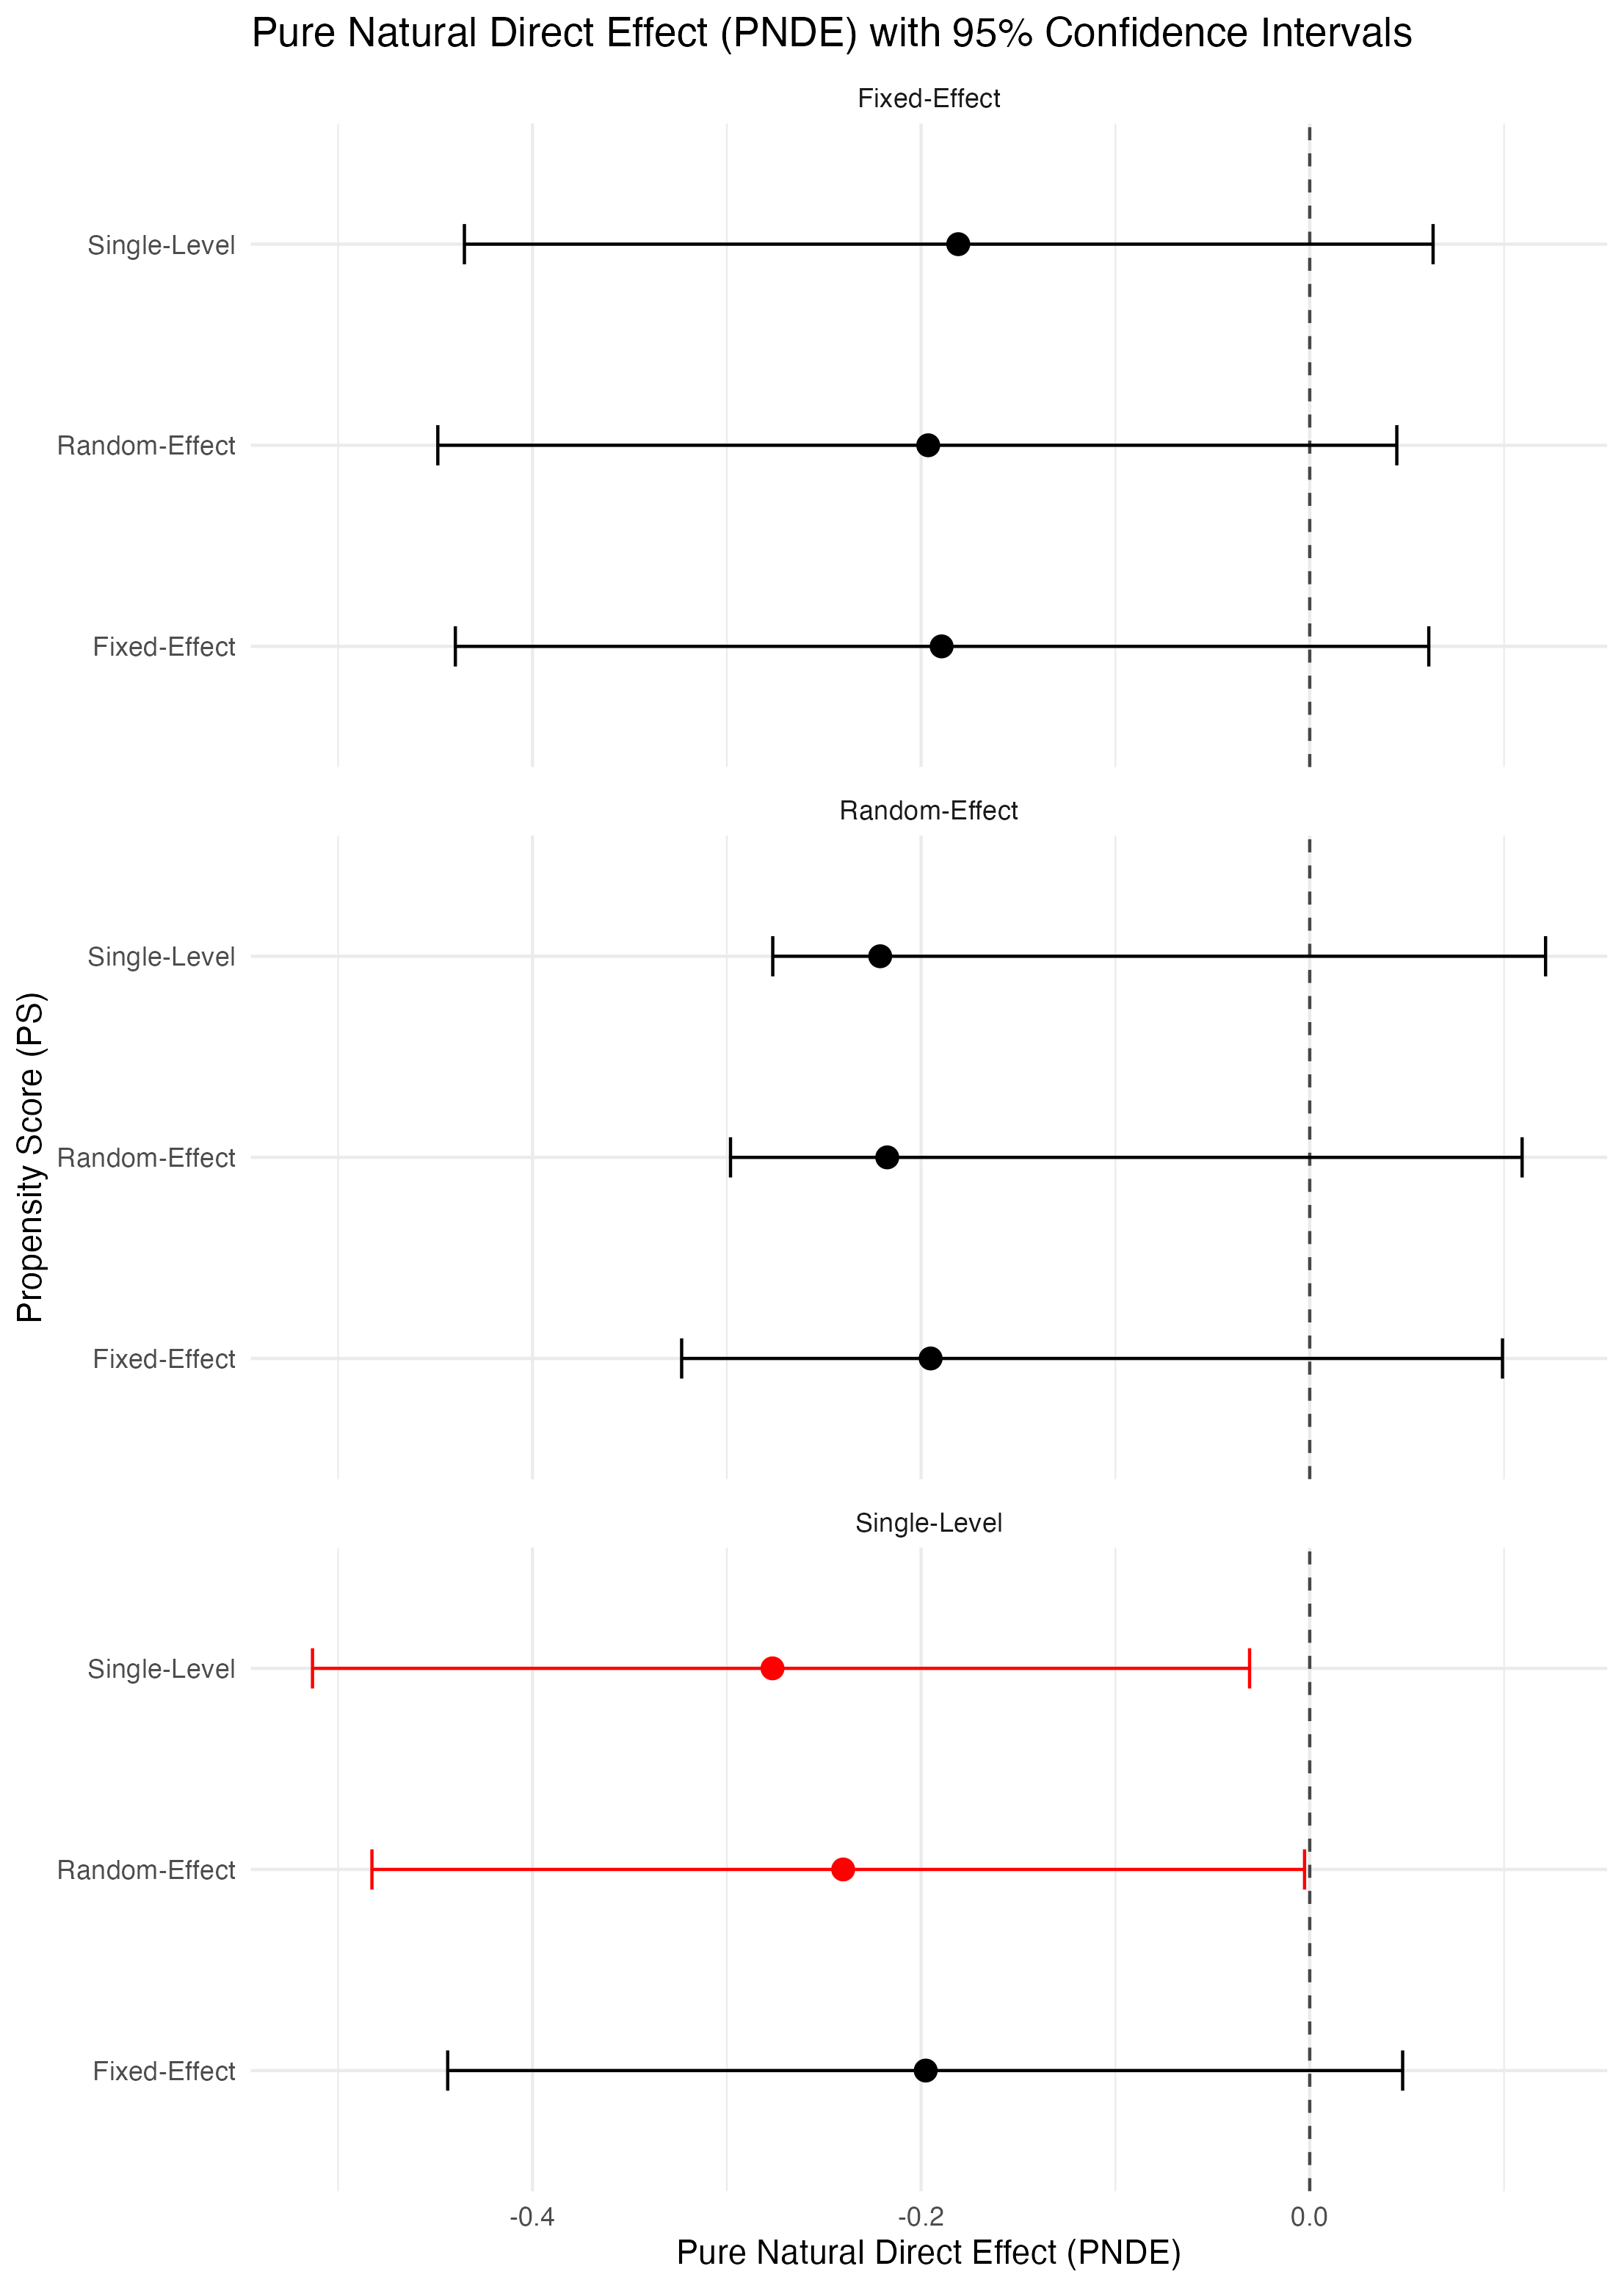 Pure Natural Direct Effect (PNDE) with 95% Confidence Intervals
Fixed-Effect
Single-Level
Random-Effect
Fixed-Effect
Random-Effect
Single-Level
Random-Effect
Fixed-Effect
Single-Level
Single-Level
Random-Effect
Fixed-Effect
Propensity Score (PS)
-0.4
-0.2
0.0
Pure Natural Direct Effect (PNDE)